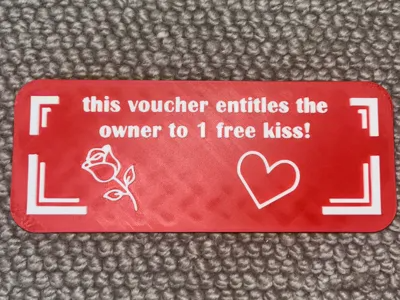 this voucher entitles the
owner to 1 free kiss!